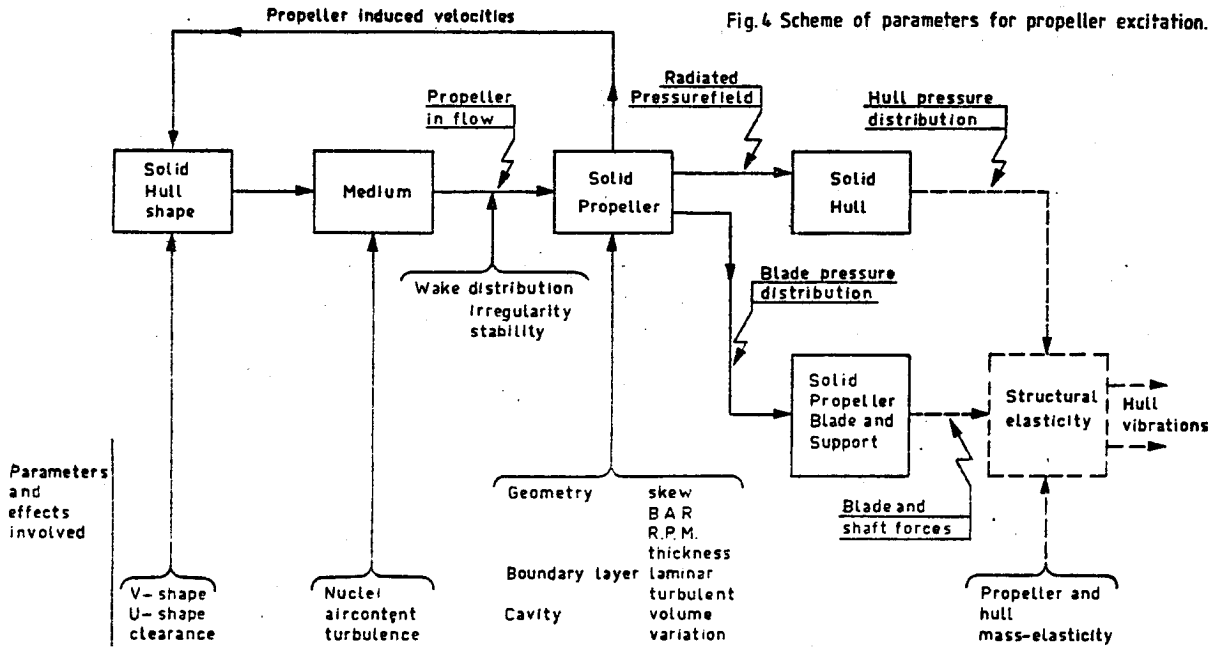 Propeller induced velocities
Fig. 4 Scheme of parameters for propeller excitation.
Propeller
in flow
Radiated
Pressurefield
Hull pressure
distribution
Solid
Hull
shape
Medium
Solid
Propeller
Solid
Hull
Wake distribution
irregularity
stability
Blade pressure
distribution
Solid
Propeller
Blade and
Support
Structural
elasticity
Hull
vibrations
Parameters
and
effects
involved
Geometry skew
B A R
R.P.M.
thickness
Boundary layer laminar
turbulent
Cavity volume
variation
Blade and
shaft forces
V-shape
U-shape
clearance
Nuclei
aircontent
turbulence
Propeller and
hull
mass-elasticity